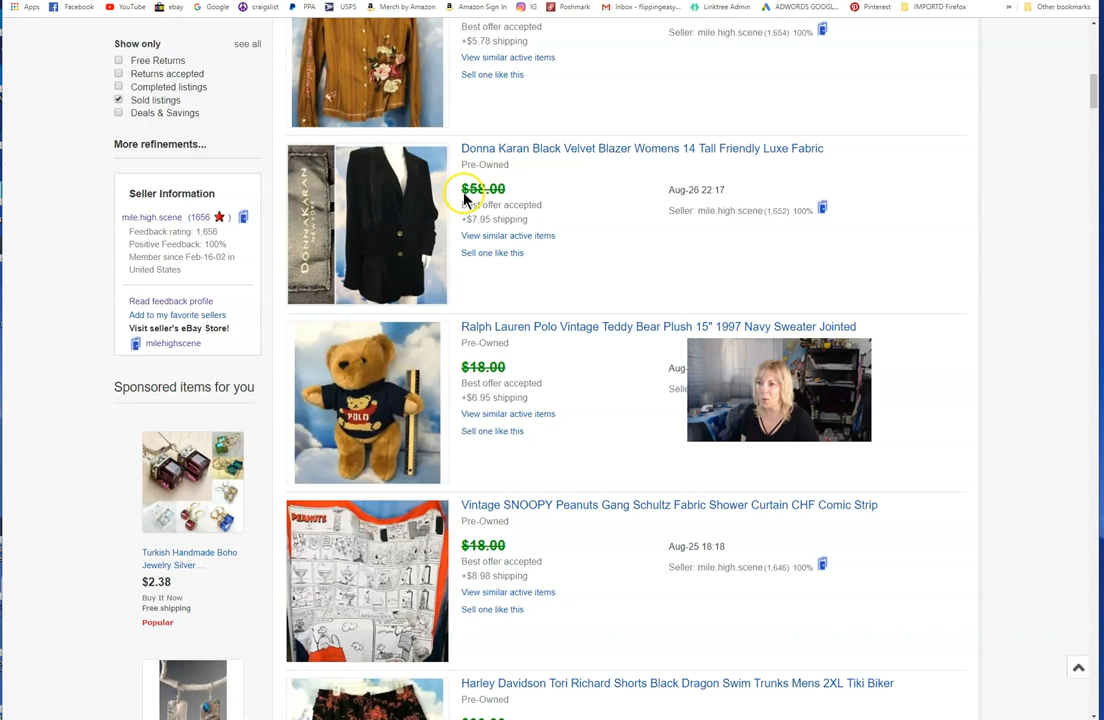 Apps Facebook YouTube ebay Google craigslist PPA USPS Merch by Amazon Amazon Sign In IG Poshmark Inbox - flippingeasy... Linktree Admin ADWORDS GOOGL... Pinterest IMPORTD Firefox » Other bookmarks
Show only see all
Free Returns
Returns accepted
Completed listings
Sold listings
Deals & Savings
More refinements...
Seller Information
mile.high.scene (1656 )
Feedback rating: 1,656
Positive Feedback: 100%
Member since Feb-16-02 in
United States
Read feedback profile
Add to my favorite sellers
Visit seller's eBay Store!
milehighscene
Sponsored items for you
Turkish Handmade Boho
Jewelry Silver ...
$2.38
Buy It Now
Free shipping
Popular
Best offer accepted
+$5.78 shipping
View similar active items
Sell one like this
Seller: mile.high.scene (1,654) 100%
Donna Karan Black Velvet Blazer Womens 14 Tall Friendly Luxe Fabric
Pre-Owned
$58.00
Best offer accepted
+$7.95 shipping
View similar active items
Sell one like this
Aug-26 22:17
Seller: mile.high.scene (1,652) 100%
DONNAKARAN
NEW YORK
Ralph Lauren Polo Vintage Teddy Bear Plush 15" 1997 Navy Sweater Jointed
Pre-Owned
$18.00
Best offer accepted
+$6.95 shipping
View similar active items
Sell one like this
Aug-
Selle
POLO
Vintage SNOOPY Peanuts Gang Schultz Fabric Shower Curtain CHF Comic Strip
Pre-Owned
$18.00
Best offer accepted
+$8.98 shipping
View similar active items
Sell one like this
Aug-25 18:18
Seller: mile.high.scene (1,646) 100%
PEANUTS
Harley Davidson Tori Richard Shorts Black Dragon Swim Trunks Mens 2XL Tiki Biker
Pre-Owned